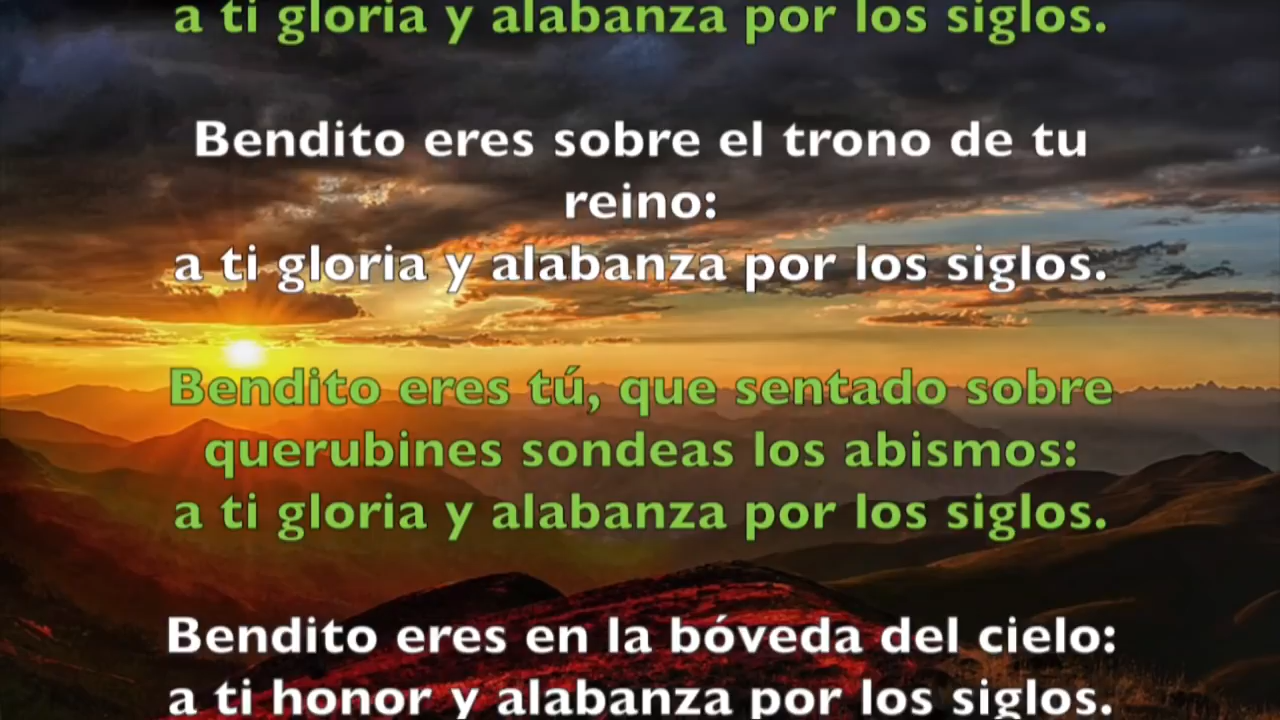 a ti gloria y alabanza por los siglos.
Bendito eres sobre el trono de tu
reino:
a ti gloria y alabanza por los siglos.
Bendito eres tú, que sentado sobre
querubines sondeas los abismos:
a ti gloria y alabanza por los siglos.
Bendito eres en la bóveda del cielo:
a ti honor y alabanza por los siglos.